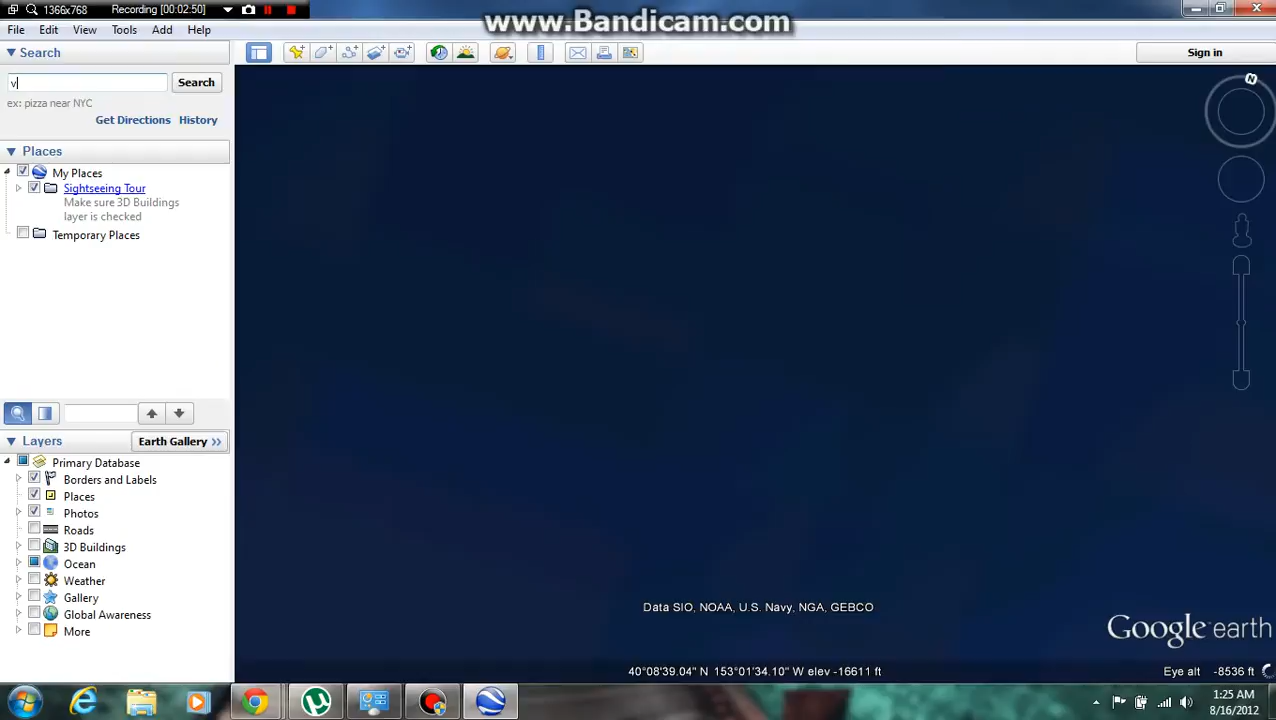 1366x768 Recording [00:02:50]
www.Bandicam.com
File Edit View Tools Add Help
Search
Sign in
v Search
ex: pizza near NYC
Get Directions History
Places
My Places
Sightseeing Tour
Make sure 3D Buildings
layer is checked
Temporary Places
N
Layers Earth Gallery >>
Primary Database
Borders and Labels
Places
Photos
Roads
3D Buildings
Ocean
Weather
Gallery
Global Awareness
More
Data SIO, NOAA, U.S. Navy, NGA, GEBCO
Google earth
40°08'39.04" N 153°01'34.10" W elev -16611 ft
Eye alt -8536 ft
1:25 AM
8/16/2012